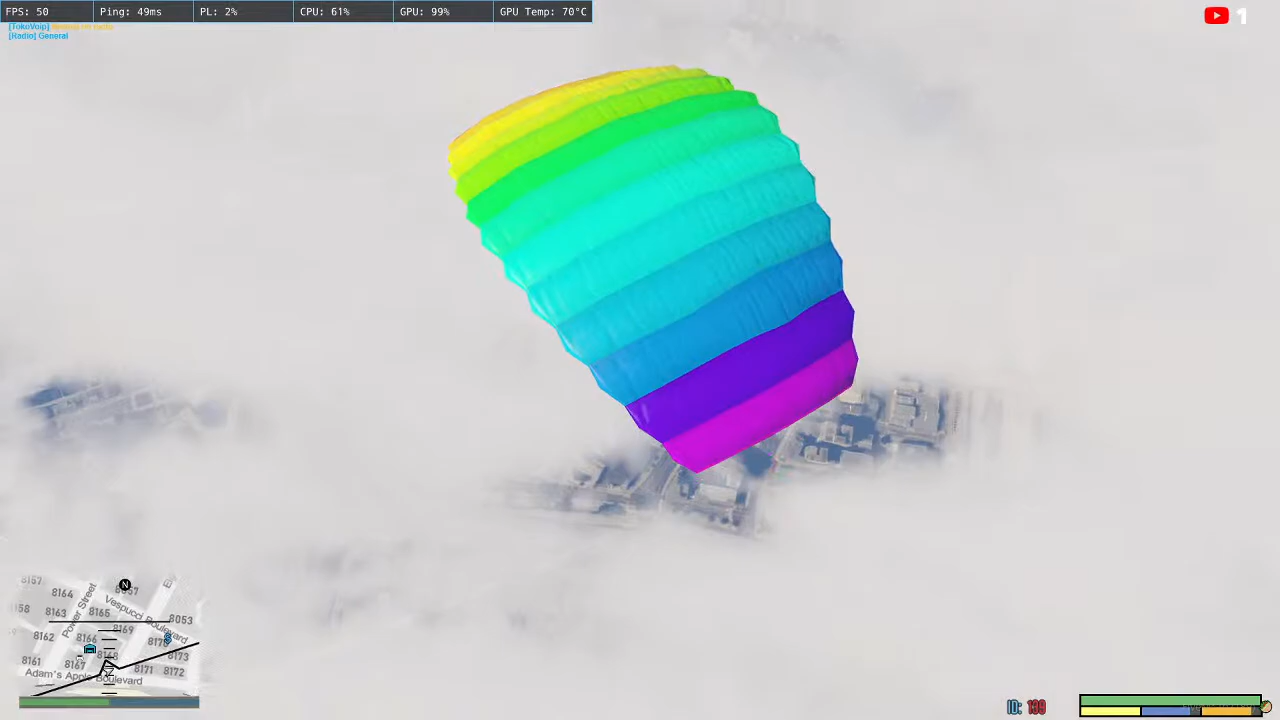 FPS: 50 Ping: 49ms PL: 2% CPU: 61% GPU: 99% GPU Temp: 70°C
[TokoVoip]
[Radio] General
1
N
8157
8164
Power Street
8163 8165
Vespucci Boulevard
8053
8162 8166 8169
8168 8173
8161 8167 8171 8172
Adam's Apple Boulevard
ID: 139